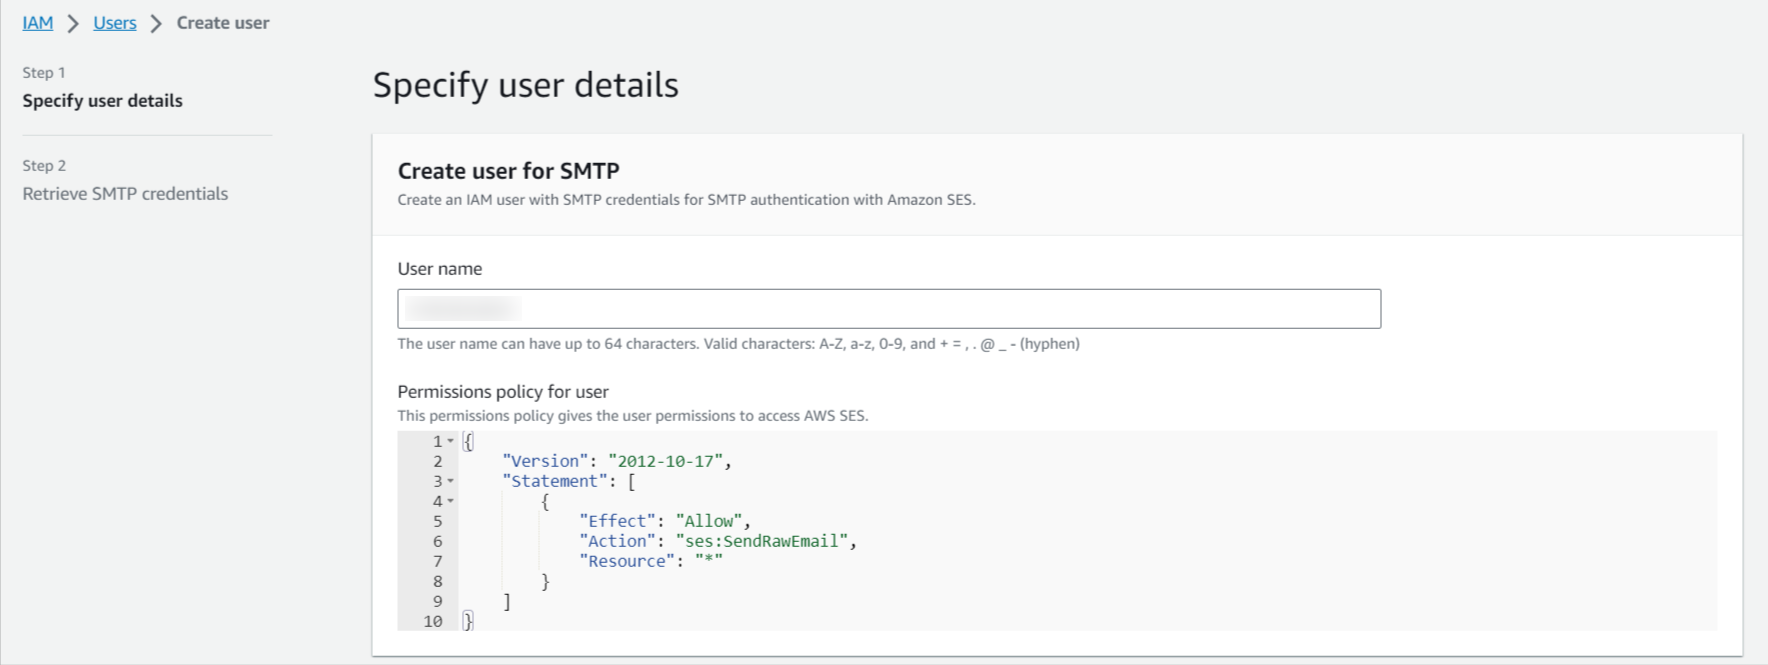 IAM > Users > Create user
Step 1
Specify user details
Step 2
Retrieve SMTP credentials
Specify user details
Create user for SMTP
Create an IAM user with SMTP credentials for SMTP authentication with Amazon SES.
User name
The user name can have up to 64 characters. Valid characters: A-Z, a-z, 0-9, and + = , . @ _ - (hyphen)
Permissions policy for user
This permissions policy gives the user permissions to access AWS SES.
1 {
2     "Version": "2012-10-17",
3     "Statement": [
4         {
5             "Effect": "Allow",
6             "Action": "ses:SendRawEmail",
7             "Resource": "*"
8         }
9     ]
10 }